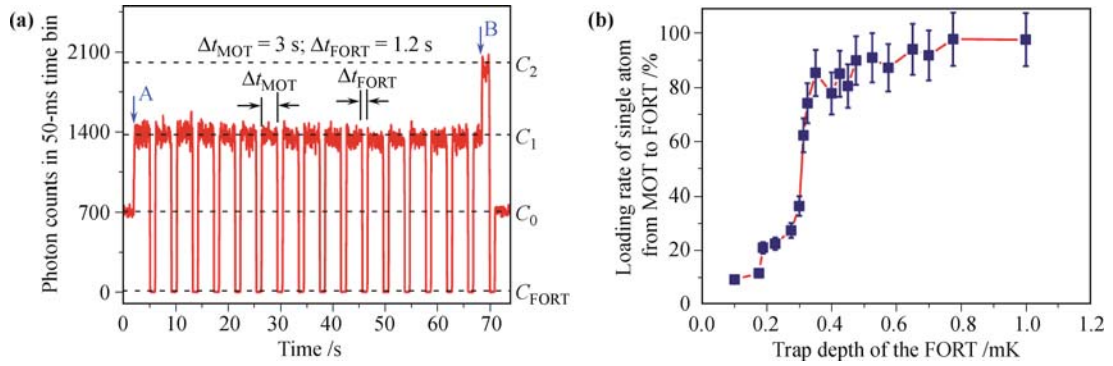 (a)
Photon counts in 50-ms time bin
2100
1400
700
0
A
B
Δt_MOT = 3 s; Δt_FORT = 1.2 s
Δt_MOT
Δt_FORT
C_2
C_1
C_0
C_FORT
0 10 20 30 40 50 60 70
Time /s
(b)
Loading rate of single atom
from MOT to FORT /%
100
80
60
40
20
0
0.0 0.2 0.4 0.6 0.8 1.0 1.2
Trap depth of the FORT /mK